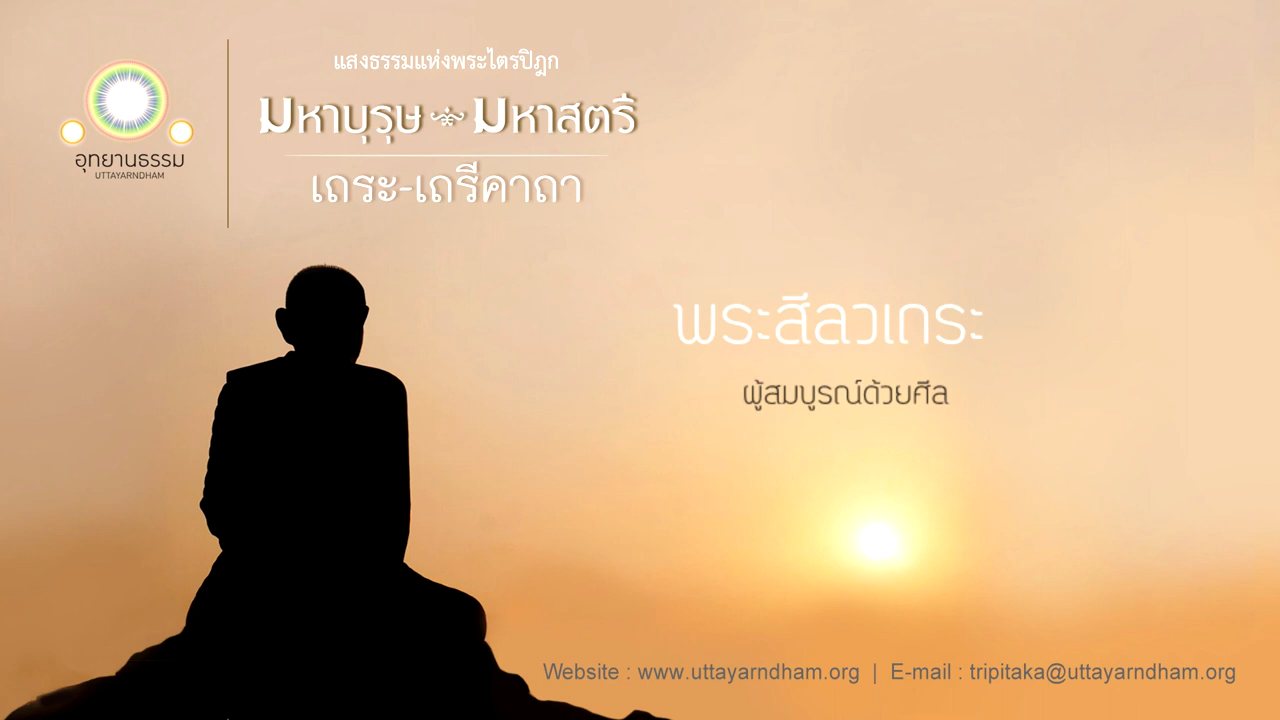 อุทยานธรรม
UTTAYARNDHAM
แสงธรรมแห่งพระไตรปิฎก
มหาบุรุษ มหาสตรี
เถระ-เถรีคาถา
พระสีลวเถระ
ผู้สมบูรณ์ด้วยศีล
Website : www.uttayarndham.org | E-mail : tripitaka@uttayarndham.org